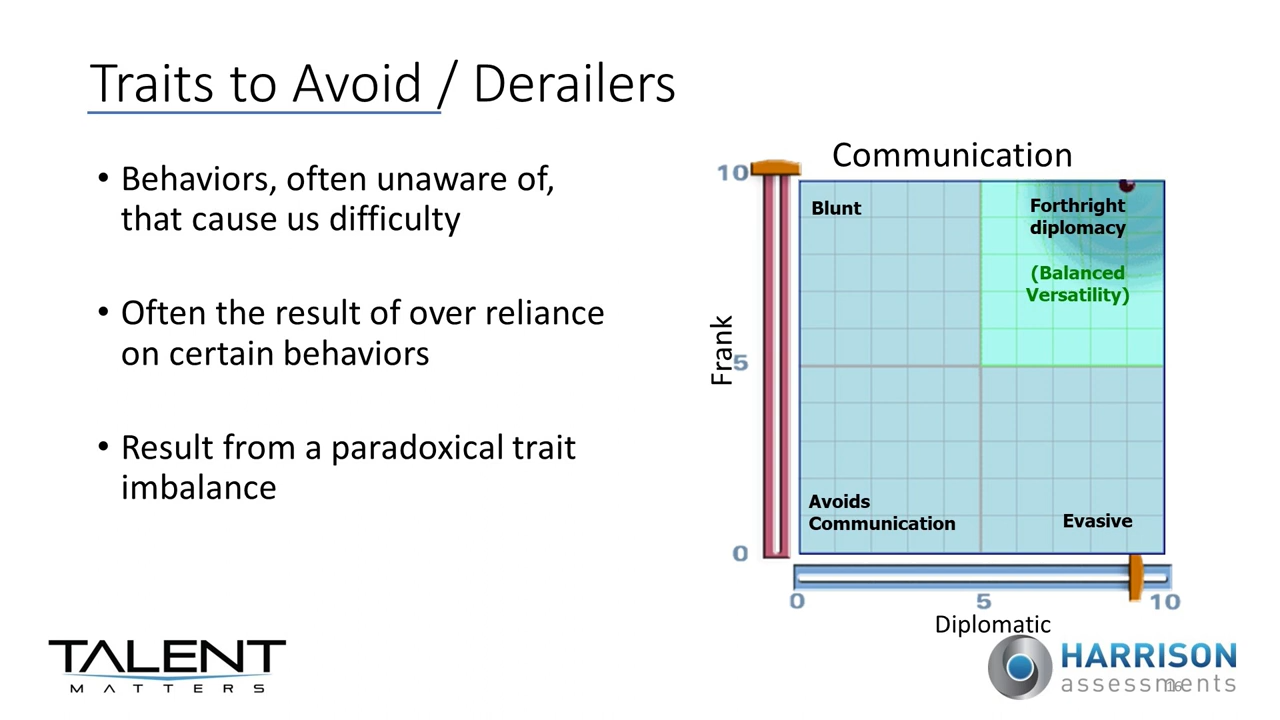 Traits to Avoid / Derailers
• Behaviors, often unaware of,
that cause us difficulty
• Often the result of over reliance
on certain behaviors
• Result from a paradoxical trait
imbalance
Communication
10
Blunt
Forthright
diplomacy
(Balanced
Versatility)
Frank
5
Avoids
Communication
Evasive
0
0
5
10
Diplomatic
TALENT
MATTERS
HARRISON
assessments
16